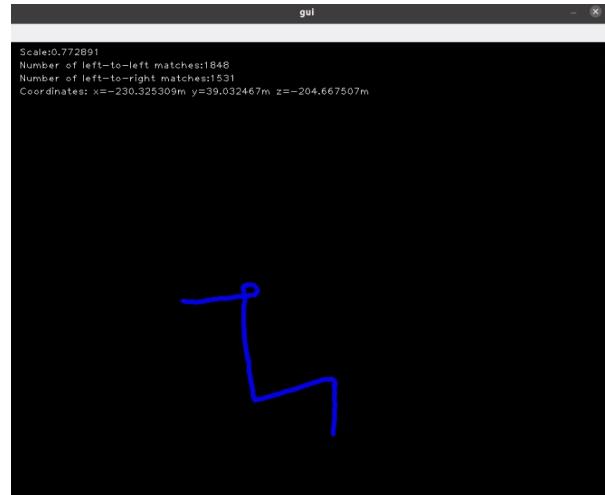 gui
Scale:0.772891
Number of left-to-left matches:1848
Number of left-to-right matches:1531
Coordinates: x=-230.325309m y=39.032467m z=-204.667507m